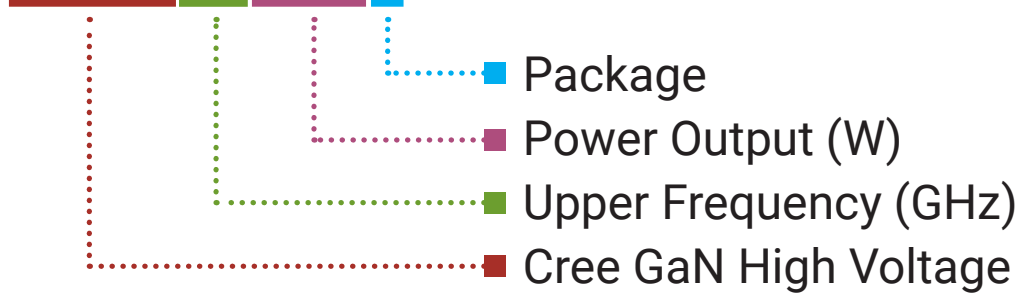 Package
Power Output (W)
Upper Frequency (GHz)
Cree GaN High Voltage